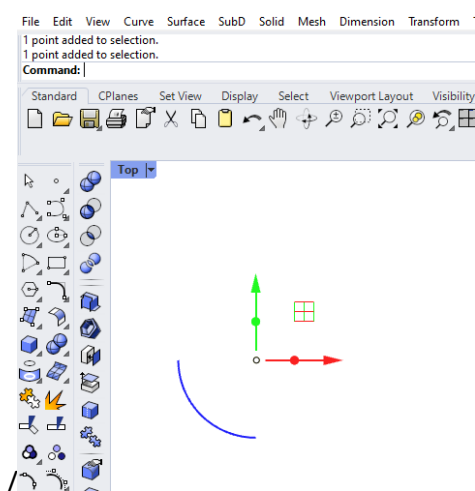 File Edit View Curve Surface SubD Solid Mesh Dimension Transform
1 point added to selection.
1 point added to selection.
Command:
Standard CPlanes Set View Display Select Viewport Layout Visibility
Top